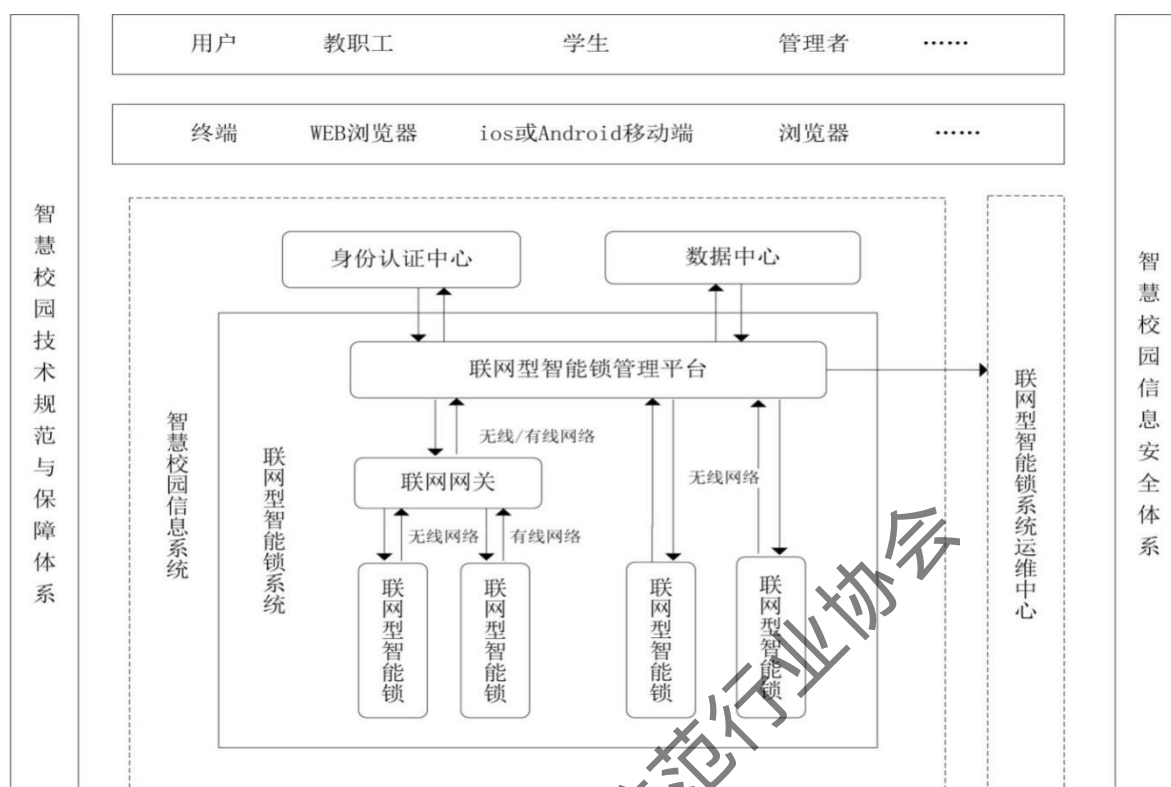 用户 教职工 学生 管理者 ……
终端 WEB浏览器 ios或Android移动端 浏览器 ……
智慧校园技术规范与保障体系
智慧校园信息系统
身份认证中心
数据中心
联网型智能锁系统
联网型智能锁管理平台
无线/有线网络
联网网关
无线网络
有线网络
无线网络
联网型智能锁
联网型智能锁
联网型智能锁
联网型智能锁
联网型智能锁系统运维中心
智慧校园信息安全体系
范行业协会